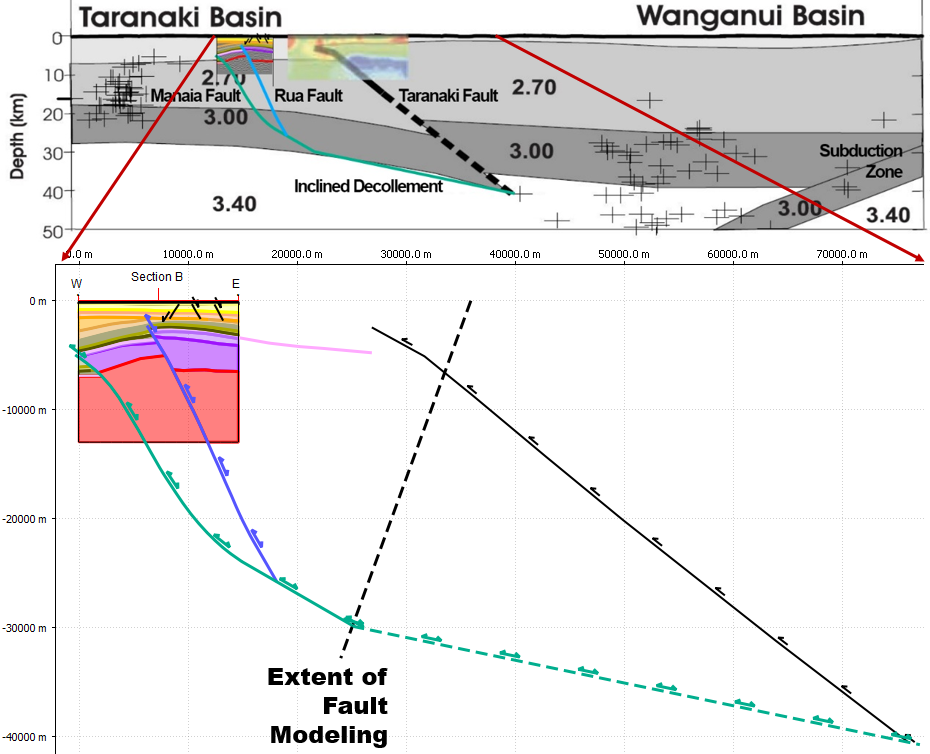 Taranaki Basin
Wanganui Basin
Depth (km)
0
10
20
30
40
50
2.70
Manaia Fault
Rua Fault
Taranaki Fault
2.70
3.00
3.00
Subduction
Zone
Inclined Decollement
3.40
3.00
3.40
0.0 m
10000.0 m
20000.0 m
30000.0 m
40000.0 m
50000.0 m
60000.0 m
70000.0 m
W
Section B
E
0 m
-10000 m
-20000 m
-30000 m
-40000 m
Extent of
Fault
Modeling